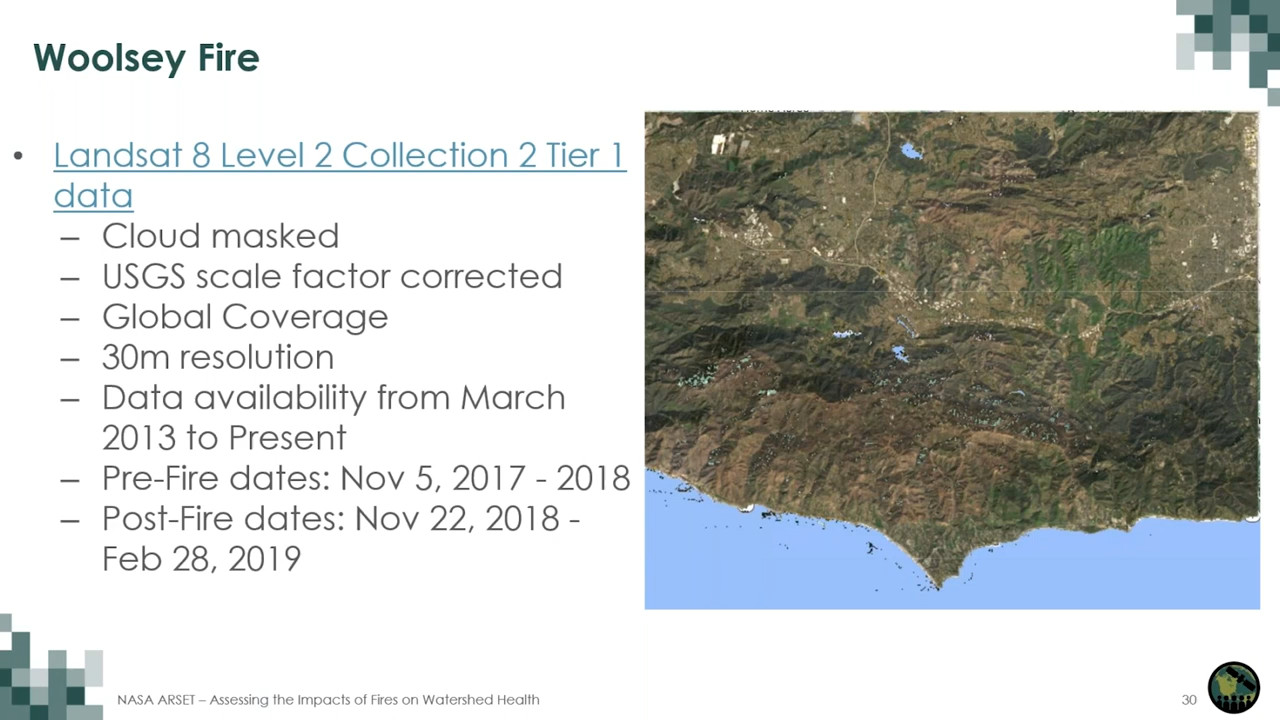 Woolsey Fire
• Landsat 8 Level 2 Collection 2 Tier 1
data
– Cloud masked
– USGS scale factor corrected
– Global Coverage
– 30m resolution
– Data availability from March
2013 to Present
– Pre-Fire dates: Nov 5, 2017 - 2018
– Post-Fire dates: Nov 22, 2018 -
Feb 28, 2019
NASA ARSET – Assessing the Impacts of Fires on Watershed Health
30